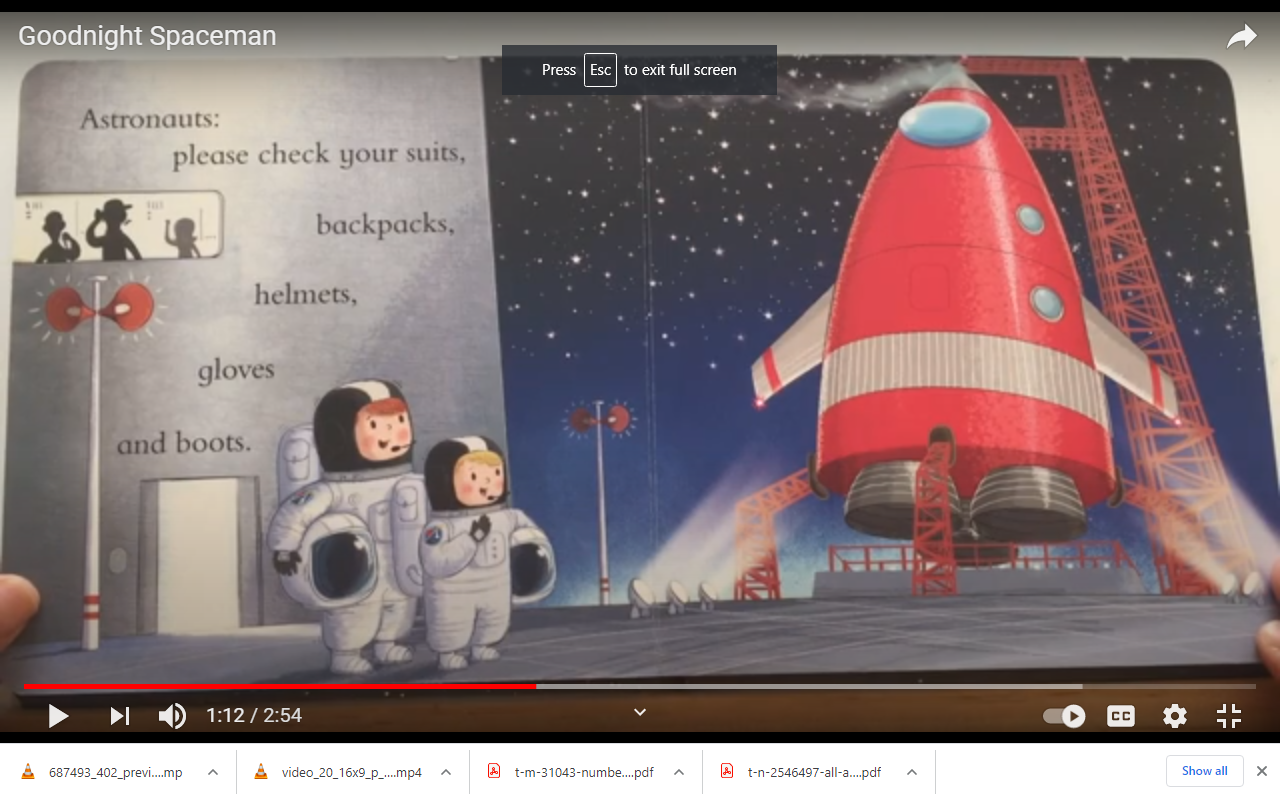 Goodnight Spaceman
Press Esc to exit full screen
Astronauts:
please check your suits,
backpacks,
helmets,
gloves
and boots.
1:12 / 2:54
CC
687493_402_previ....mp
video_20_16x9_p_....mp4
t-m-31043-numbe....pdf
t-n-2546497-all-a....pdf
Show all